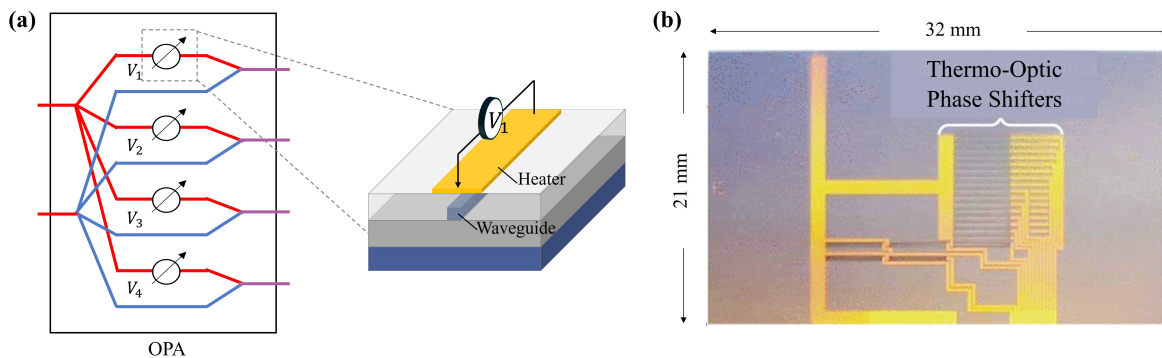 (a)
V₁
V₂
V₃
V₄
OPA
V₁
Heater
Waveguide
(b)
32 mm
21 mm
Thermo-Optic
Phase Shifters